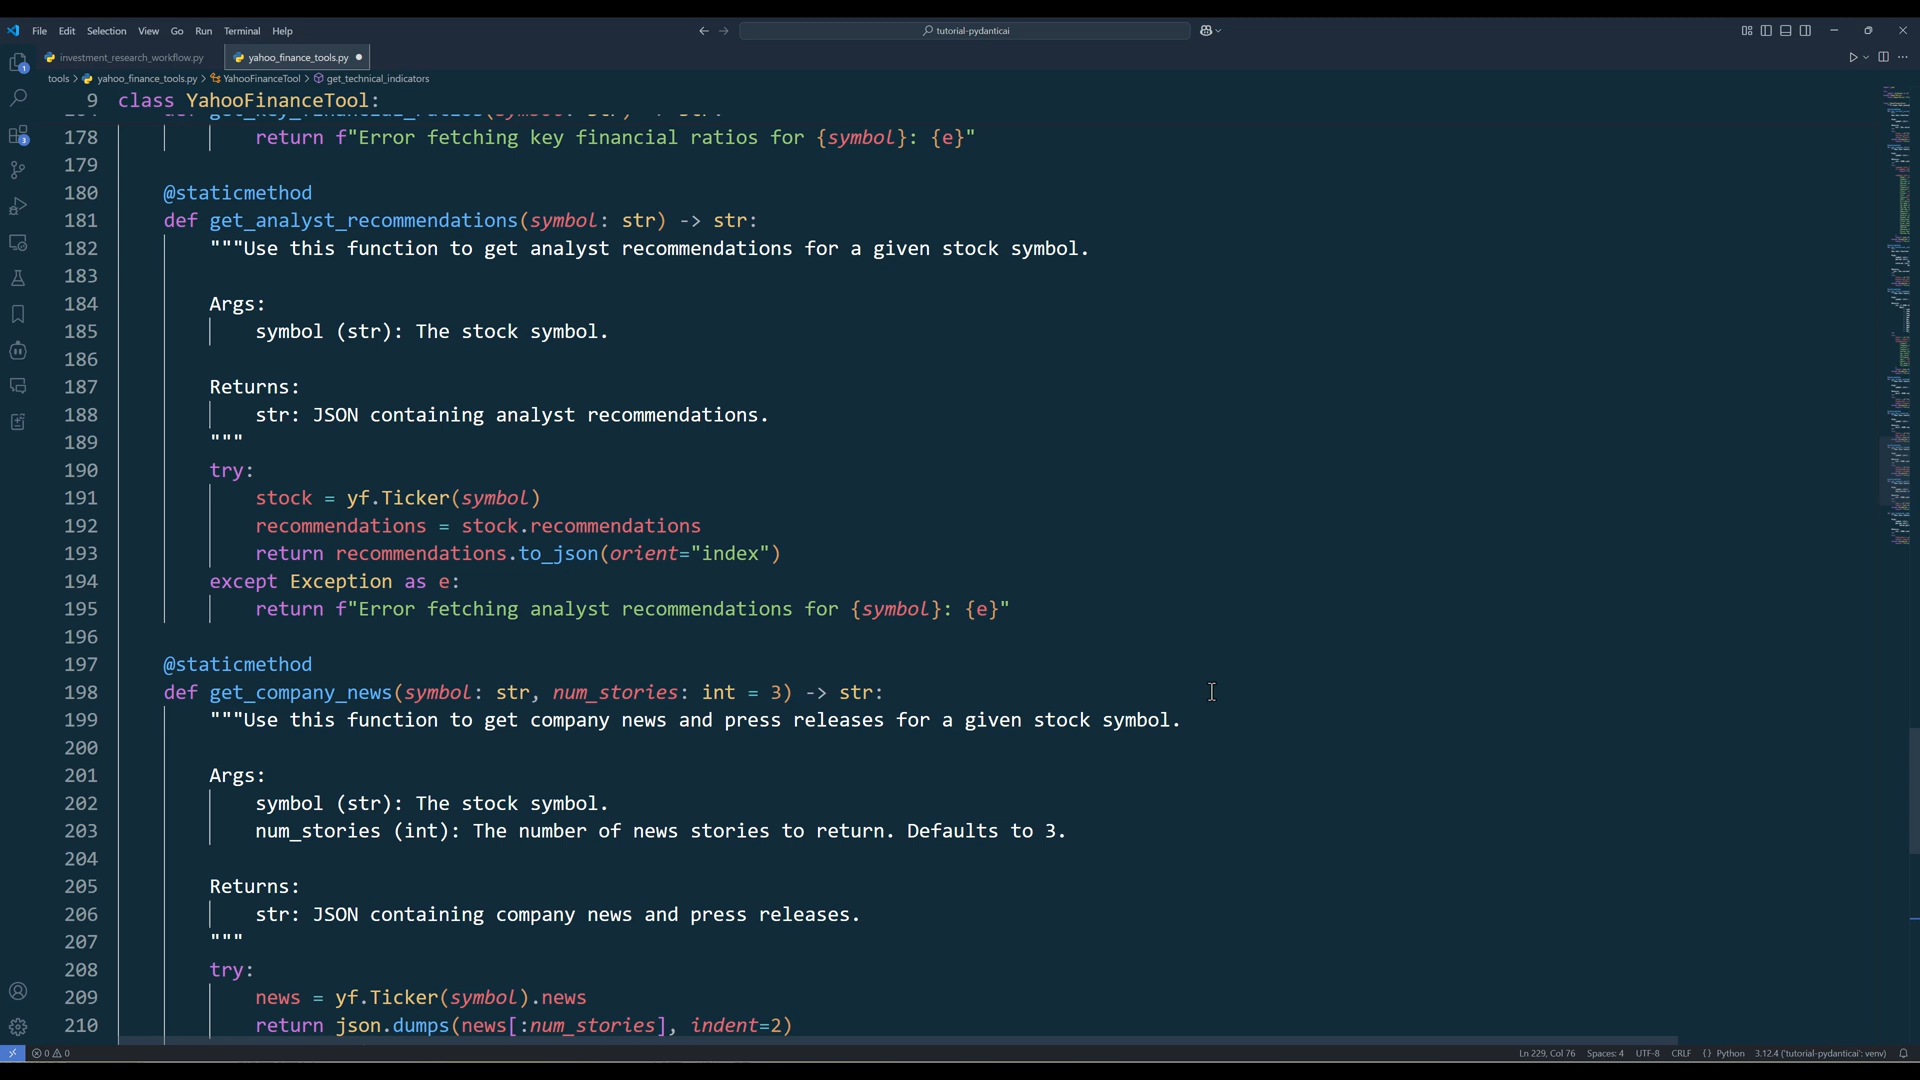 File Edit Selection View Go Run Terminal Help
tutorial-pydanticai
investment_research_workflow.py
yahoo_finance_tools.py
tools > yahoo_finance_tools.py > YahooFinanceTool > get_technical_indicators
9 class YahooFinanceTool:
178 return f"Error fetching key financial ratios for {symbol}: {e}"
179
180 @staticmethod
181 def get_analyst_recommendations(symbol: str) -> str:
182 """Use this function to get analyst recommendations for a given stock symbol.
183
184 Args:
185 symbol (str): The stock symbol.
186
187 Returns:
188 str: JSON containing analyst recommendations.
189 """
190 try:
191 stock = yf.Ticker(symbol)
192 recommendations = stock.recommendations
193 return recommendations.to_json(orient="index")
194 except Exception as e:
195 return f"Error fetching analyst recommendations for {symbol}: {e}"
196
197 @staticmethod
198 def get_company_news(symbol: str, num_stories: int = 3) -> str:
199 """Use this function to get company news and press releases for a given stock symbol.
200
201 Args:
202 symbol (str): The stock symbol.
203 num_stories (int): The number of news stories to return. Defaults to 3.
204
205 Returns:
206 str: JSON containing company news and press releases.
207 """
208 try:
209 news = yf.Ticker(symbol).news
210 return json.dumps(news[:num_stories], indent=2)
0 0 Ln 229, Col 76 Spaces: 4 UTF-8 CRLF {} Python 3.12.4 ('tutorial-pydanticai': venv)